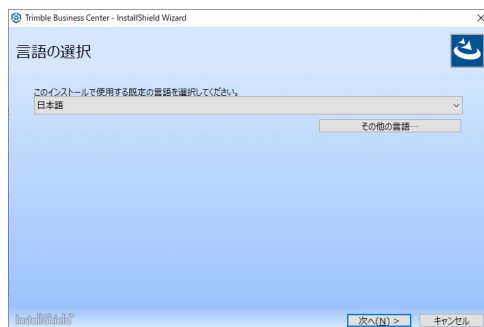 Trimble Business Center - InstallShield Wizard
言語の選択
このインストールで使用する既定の言語を選択してください。
日本語
その他の言語...
InstallShield
次へ(N) >
キャンセル